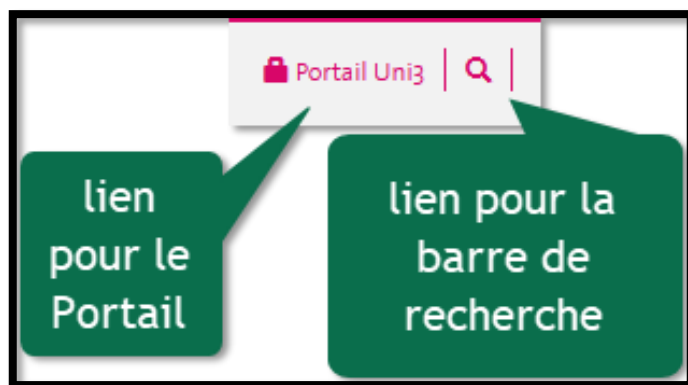 Portail Uni3
lien
pour le
Portail
lien pour la
barre de
recherche